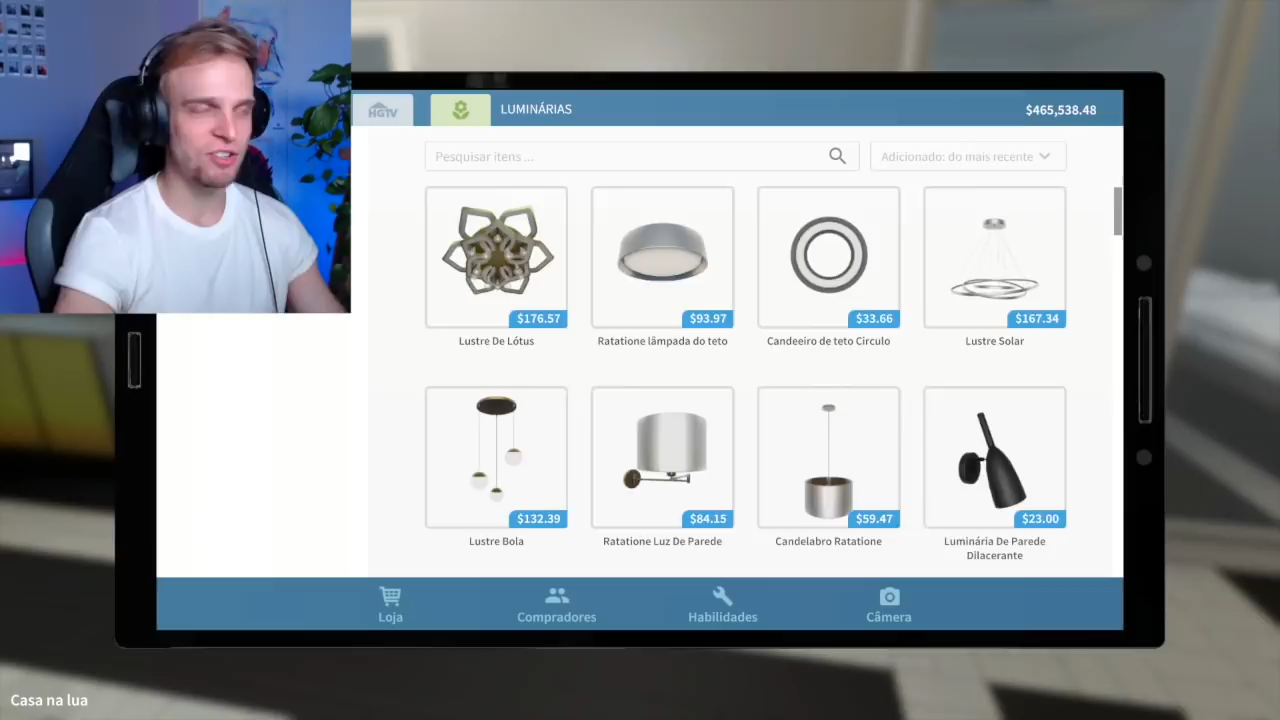 HGTV
LUMINÁRIAS
$465,538.48
Pesquisar itens ...
Adicionado: do mais recente
$176.57
$93.97
$33.66
$167.34
Lustre De Lótus
Ratatione lâmpada do teto
Candeeiro de teto Circulo
Lustre Solar
$132.39
$84.15
$59.47
$23.00
Lustre Bola
Ratatione Luz De Parede
Candelabro Ratatione
Luminária De Parede
Dilacerante
Loja
Compradores
Habilidades
Câmera
Casa na lua